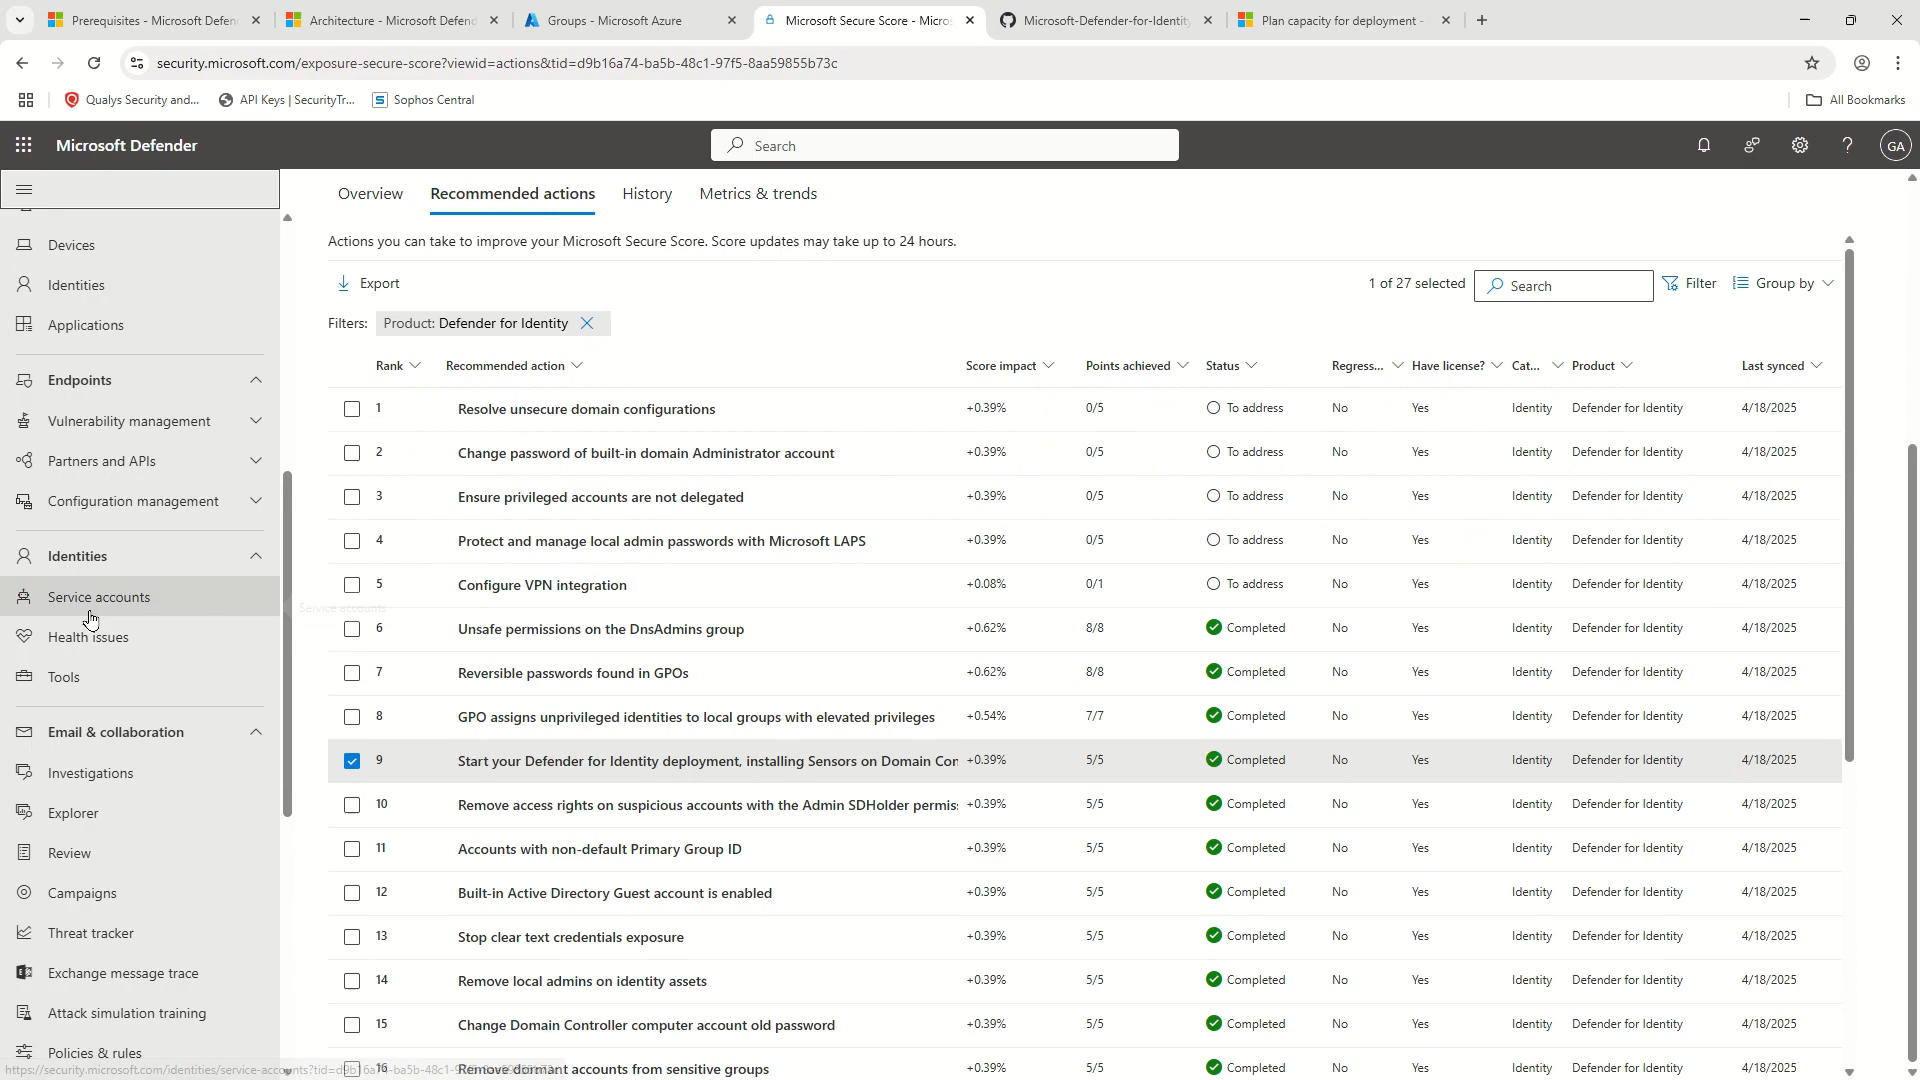 Prerequisites - Microsoft Defen
Architecture - Microsoft Defend
Groups - Microsoft Azure
Microsoft Secure Score - Micros
Microsoft-Defender-for-Identity
Plan capacity for deployment -
security.microsoft.com/exposure-secure-score?viewid=actions&tid=d9b16a74-ba5b-48c1-97f5-8aa59855b73c
Qualys Security and...
API Keys | SecurityTr...
Sophos Central
All Bookmarks
Microsoft Defender
Search
GA
Devices
Identities
Applications
Endpoints
Vulnerability management
Partners and APIs
Configuration management
Identities
Service accounts
Service accounts
Health issues
Tools
Email & collaboration
Investigations
Explorer
Review
Campaigns
Threat tracker
Exchange message trace
Attack simulation training
Policies & rules
Overview
Recommended actions
History
Metrics & trends
Actions you can take to improve your Microsoft Secure Score. Score updates may take up to 24 hours.
Export
1 of 27 selected
Search
Filter
Group by
Filters:
Product: Defender for Identity
Rank Recommended action Score impact Points achieved Status Regress... Have license? Cat... Product Last synced
1 Resolve unsecure domain configurations +0.39% 0/5 To address No Yes Identity Defender for Identity 4/18/2025
2 Change password of built-in domain Administrator account +0.39% 0/5 To address No Yes Identity Defender for Identity 4/18/2025
3 Ensure privileged accounts are not delegated +0.39% 0/5 To address No Yes Identity Defender for Identity 4/18/2025
4 Protect and manage local admin passwords with Microsoft LAPS +0.39% 0/5 To address No Yes Identity Defender for Identity 4/18/2025
5 Configure VPN integration +0.08% 0/1 To address No Yes Identity Defender for Identity 4/18/2025
6 Unsafe permissions on the DnsAdmins group +0.62% 8/8 Completed No Yes Identity Defender for Identity 4/18/2025
7 Reversible passwords found in GPOs +0.62% 8/8 Completed No Yes Identity Defender for Identity 4/18/2025
8 GPO assigns unprivileged identities to local groups with elevated privileges +0.54% 7/7 Completed No Yes Identity Defender for Identity 4/18/2025
9 Start your Defender for Identity deployment, installing Sensors on Domain Con +0.39% 5/5 Completed No Yes Identity Defender for Identity 4/18/2025
10 Remove access rights on suspicious accounts with the Admin SDHolder permis: +0.39% 5/5 Completed No Yes Identity Defender for Identity 4/18/2025
11 Accounts with non-default Primary Group ID +0.39% 5/5 Completed No Yes Identity Defender for Identity 4/18/2025
12 Built-in Active Directory Guest account is enabled +0.39% 5/5 Completed No Yes Identity Defender for Identity 4/18/2025
13 Stop clear text credentials exposure +0.39% 5/5 Completed No Yes Identity Defender for Identity 4/18/2025
14 Remove local admins on identity assets +0.39% 5/5 Completed No Yes Identity Defender for Identity 4/18/2025
15 Change Domain Controller computer account old password +0.39% 5/5 Completed No Yes Identity Defender for Identity 4/18/2025
16 Remove dormant accounts from sensitive groups +0.39% 5/5 Completed No Yes Identity Defender for Identity 4/18/2025